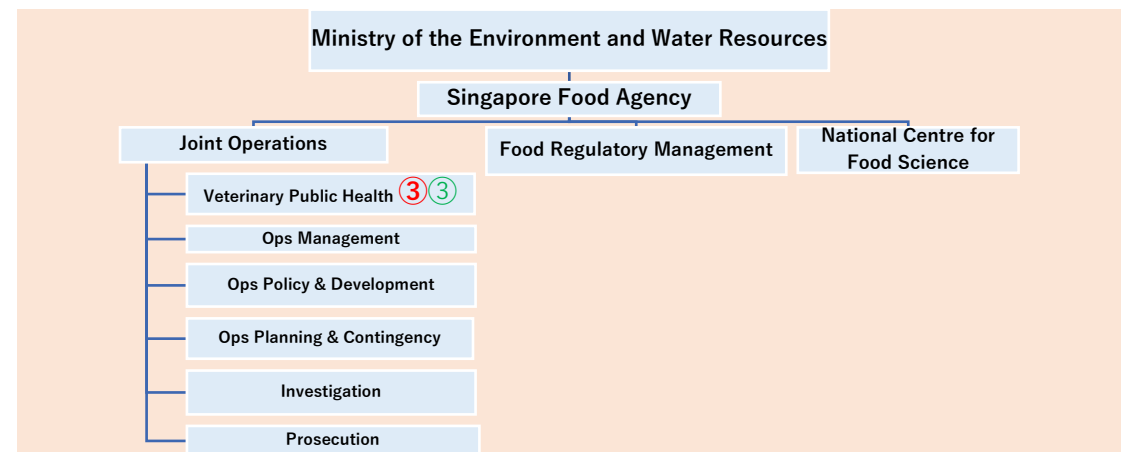 Ministry of the Environment and Water Resources
Singapore Food Agency
Joint Operations
Food Regulatory Management
National Centre for
Food Science
Veterinary Public Health ③③
Ops Management
Ops Policy & Development
Ops Planning & Contingency
Investigation
Prosecution